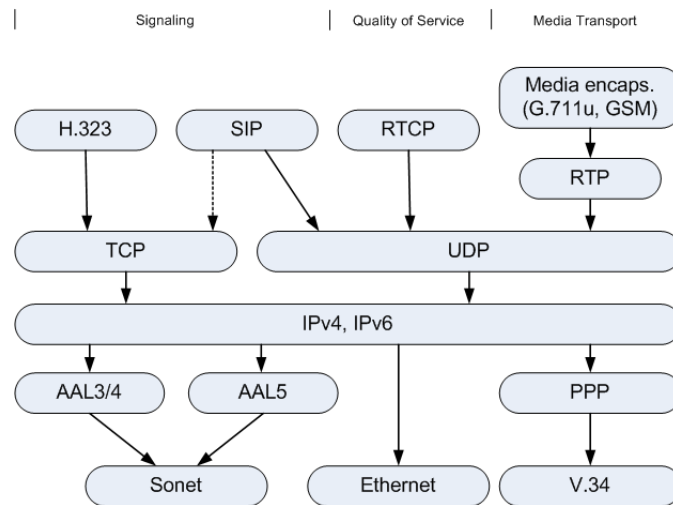 Signaling
Quality of Service
Media Transport
Media encaps.
(G.711u, GSM)
H.323
SIP
RTCP
RTP
TCP
UDP
IPv4, IPv6
AAL3/4
AAL5
PPP
Sonet
Ethernet
V.34